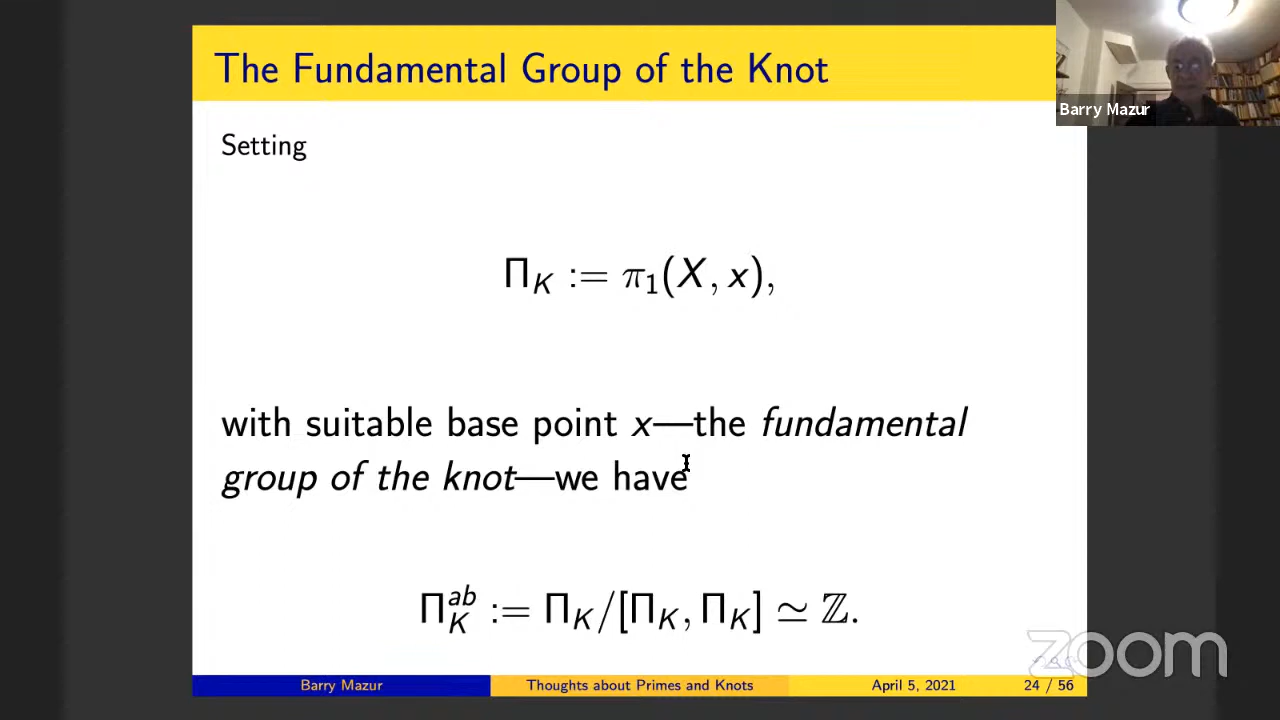 The Fundamental Group of the Knot
Barry Mazur
Setting
Π_K := π₁(X, x),
with suitable base point x—the fundamental
group of the knot—we have
Π_K^{ab} := Π_K/[Π_K, Π_K] ≃ ℤ.
zoom
Barry Mazur Thoughts about Primes and Knots April 5, 2021 24 / 56